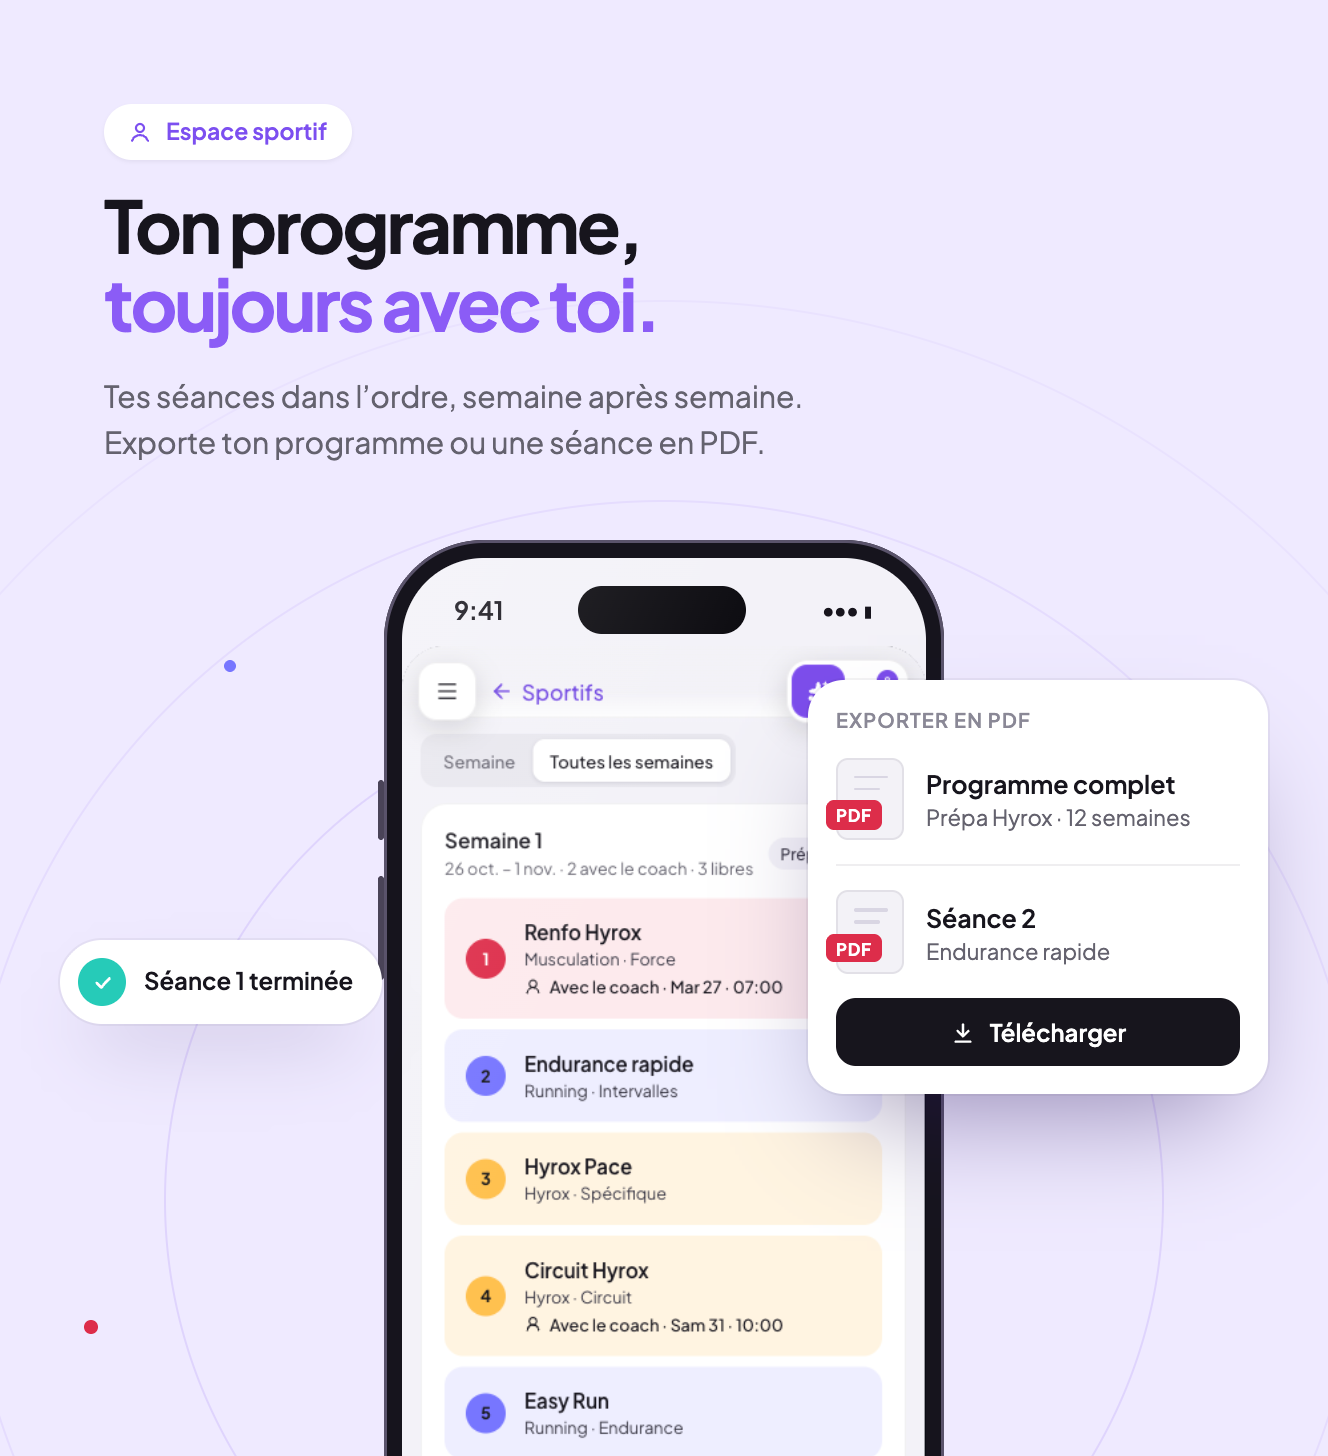 Espace sportif
Ton programme,
toujours avec toi.
Tes séances dans l’ordre, semaine après semaine.
Exporte ton programme ou une séance en PDF.
9:41
← Sportifs
Semaine
Toutes les semaines
Semaine 1
26 oct. – 1 nov. · 2 avec le coach · 3 libres
1
Renfo Hyrox
Musculation · Force
Avec le coach · Mar 27 · 07:00
2
Endurance rapide
Running · Intervalles
3
Hyrox Pace
Hyrox · Spécifique
4
Circuit Hyrox
Hyrox · Circuit
Avec le coach · Sam 31 · 10:00
5
Easy Run
Running · Endurance
Séance 1 terminée
EXPORTER EN PDF
PDF
Programme complet
Prépa Hyrox · 12 semaines
PDF
Séance 2
Endurance rapide
Télécharger